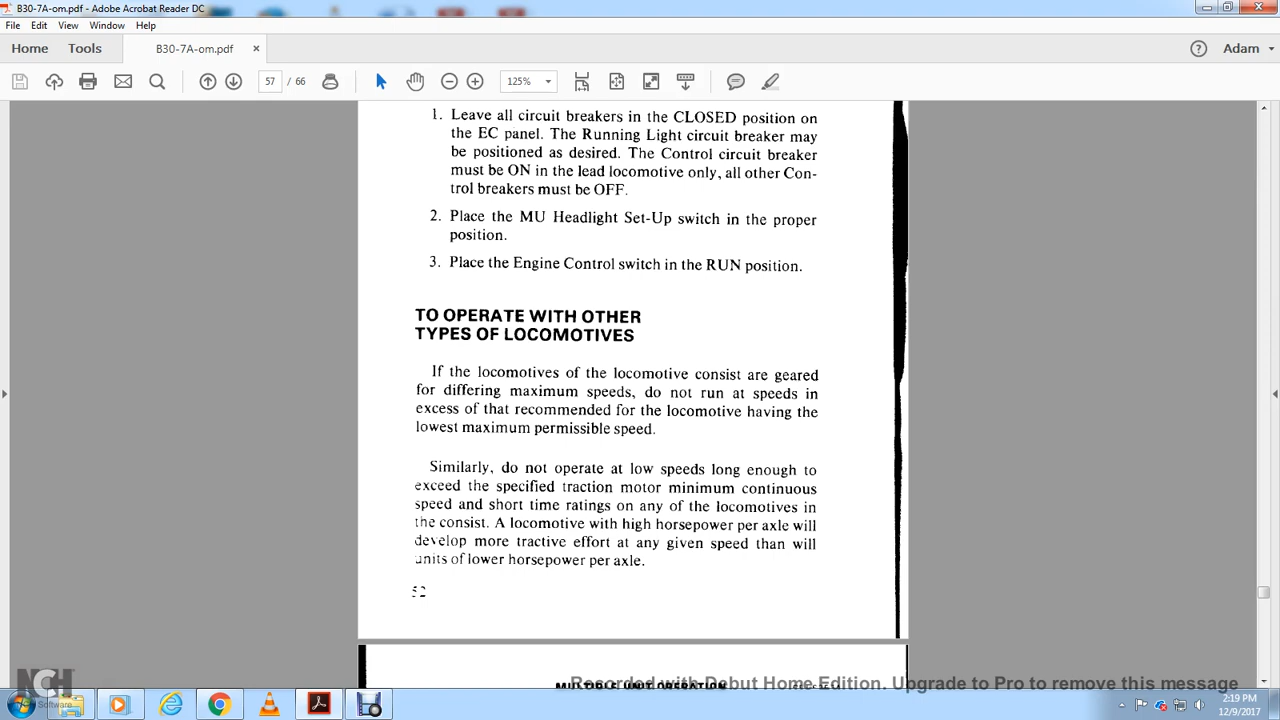 B30-7A-om.pdf - Adobe Acrobat Reader DC
File Edit View Window Help
Home Tools B30-7A-om.pdf × Adam
57 / 66 125%
1. Leave all circuit breakers in the CLOSED position on
the EC panel. The Running Light circuit breaker may
be positioned as desired. The Control circuit breaker
must be ON in the lead locomotive only, all other Con-
trol breakers must be OFF.
2. Place the MU Headlight Set-Up switch in the proper
position.
3. Place the Engine Control switch in the RUN position.
TO OPERATE WITH OTHER
TYPES OF LOCOMOTIVES
If the locomotives of the locomotive consist are geared
for differing maximum speeds, do not run at speeds in
excess of that recommended for the locomotive having the
lowest maximum permissible speed.
Similarly, do not operate at low speeds long enough to
exceed the specified traction motor minimum continuous
speed and short time ratings on any of the locomotives in
the consist. A locomotive with high horsepower per axle will
develop more tractive effort at any given speed than will
units of lower horsepower per axle.
52
MULTIPLE UNIT OPERATION
Recorded with Debut Home Edition. Upgrade to Pro to remove this message
NCH
Software
2:19 PM
12/9/2017